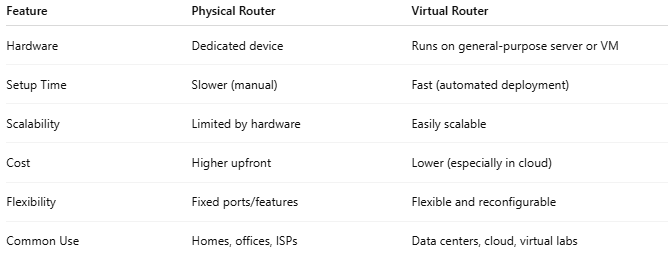 Feature Physical Router Virtual Router
Hardware Dedicated device Runs on general-purpose server or VM
Setup Time Slower (manual) Fast (automated deployment)
Scalability Limited by hardware Easily scalable
Cost Higher upfront Lower (especially in cloud)
Flexibility Fixed ports/features Flexible and reconfigurable
Common Use Homes, offices, ISPs Data centers, cloud, virtual labs